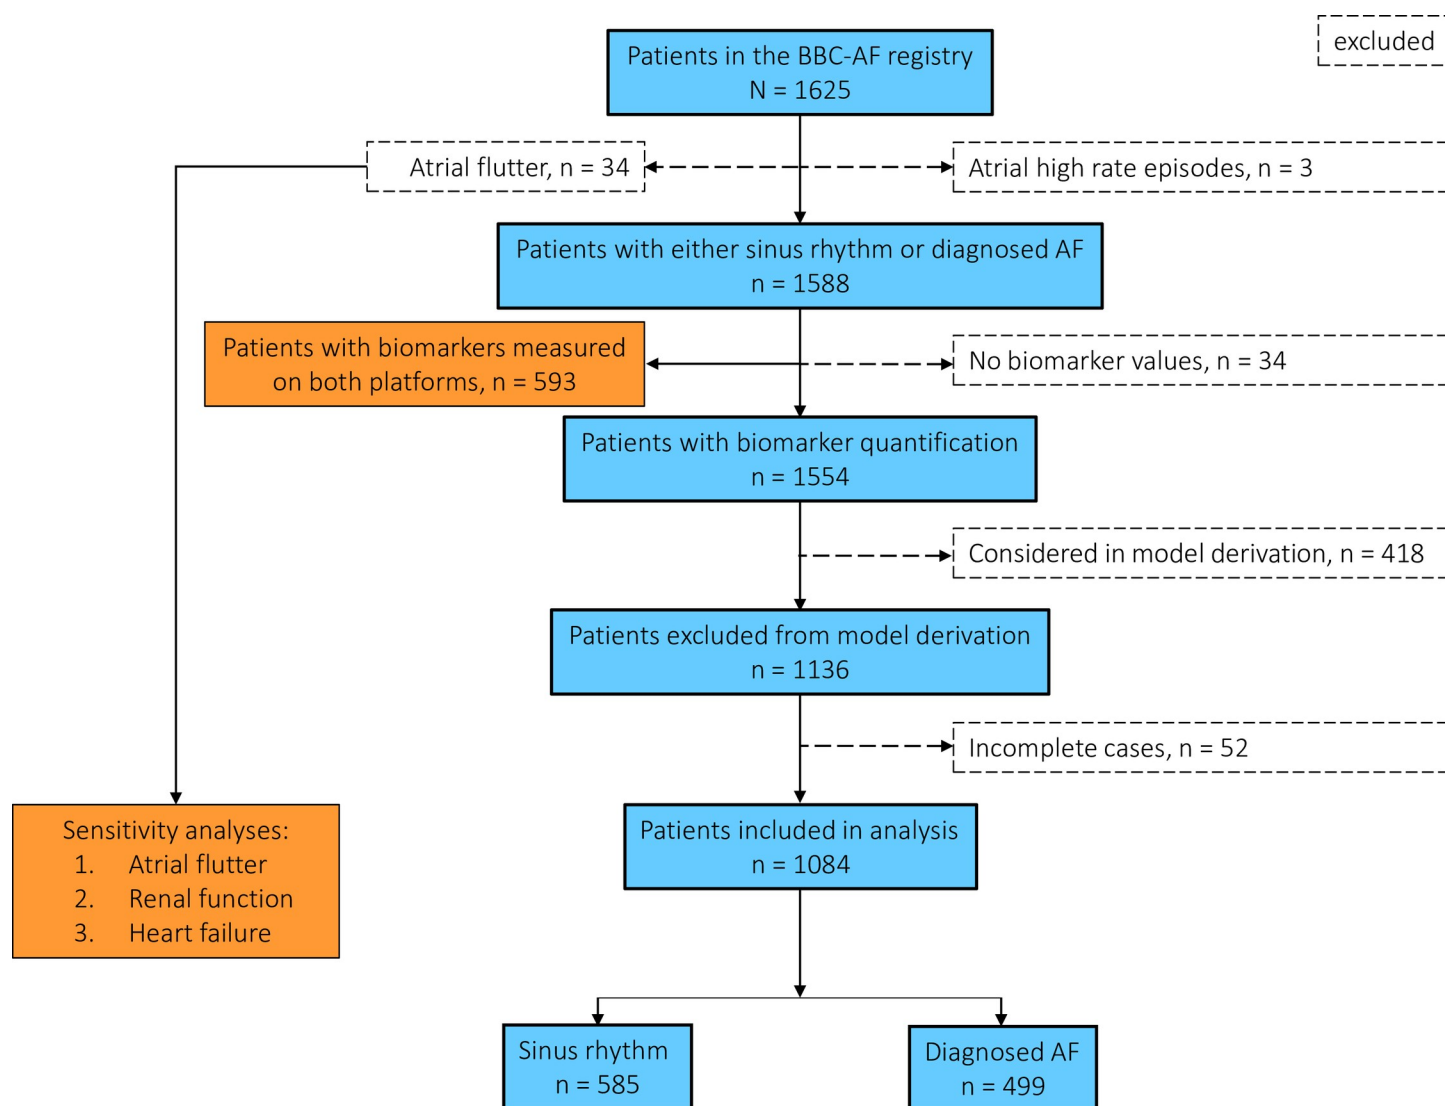 excluded
Patients in the BBC-AF registry
N = 1625
Atrial flutter, n = 34
Atrial high rate episodes, n = 3
Patients with either sinus rhythm or diagnosed AF
n = 1588
Patients with biomarkers measured
on both platforms, n = 593
No biomarker values, n = 34
Patients with biomarker quantification
n = 1554
Considered in model derivation, n = 418
Patients excluded from model derivation
n = 1136
Incomplete cases, n = 52
Patients included in analysis
n = 1084
Sensitivity analyses:
1. Atrial flutter
2. Renal function
3. Heart failure
Sinus rhythm
n = 585
Diagnosed AF
n = 499